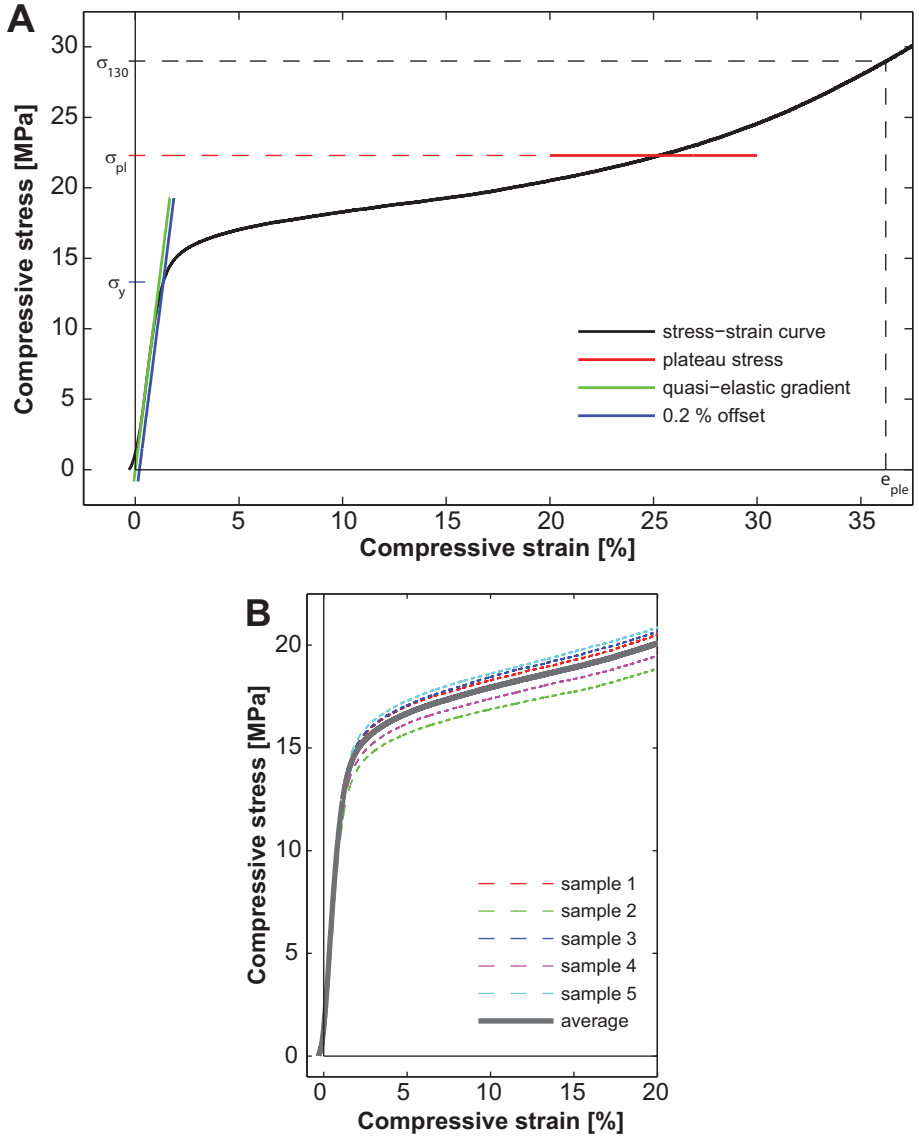 A
Compressive stress [MPa]
30
25
20
15
10
5
0
σ130
σpl
σy
stress−strain curve
plateau stress
quasi−elastic gradient
0.2 % offset
eple
0
5
10
15
20
25
30
35
Compressive strain [%]
B
Compressive stress [MPa]
20
15
10
5
0
sample 1
sample 2
sample 3
sample 4
sample 5
average
0
5
10
15
20
Compressive strain [%]